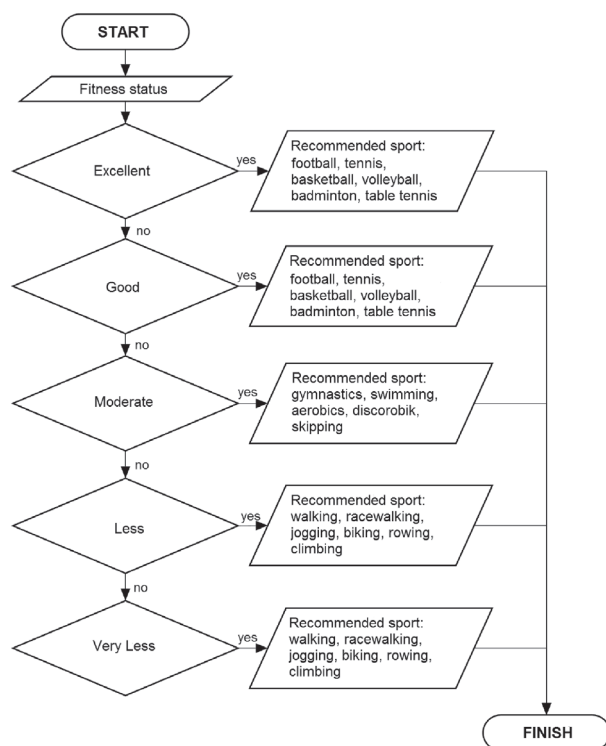 START
Fitness status
Excellent
yes
Recommended sport:
football, tennis,
basketball, volleyball,
badminton, table tennis
no
Good
yes
Recommended sport:
football, tennis,
basketball, volleyball,
badminton, table tennis
no
Moderate
yes
Recommended sport:
gymnastics, swimming,
aerobics, discorobik,
skipping
no
Less
yes
Recommended sport:
walking, racewalking,
jogging, biking, rowing,
climbing
no
Very Less
yes
Recommended sport:
walking, racewalking,
jogging, biking, rowing,
climbing
FINISH